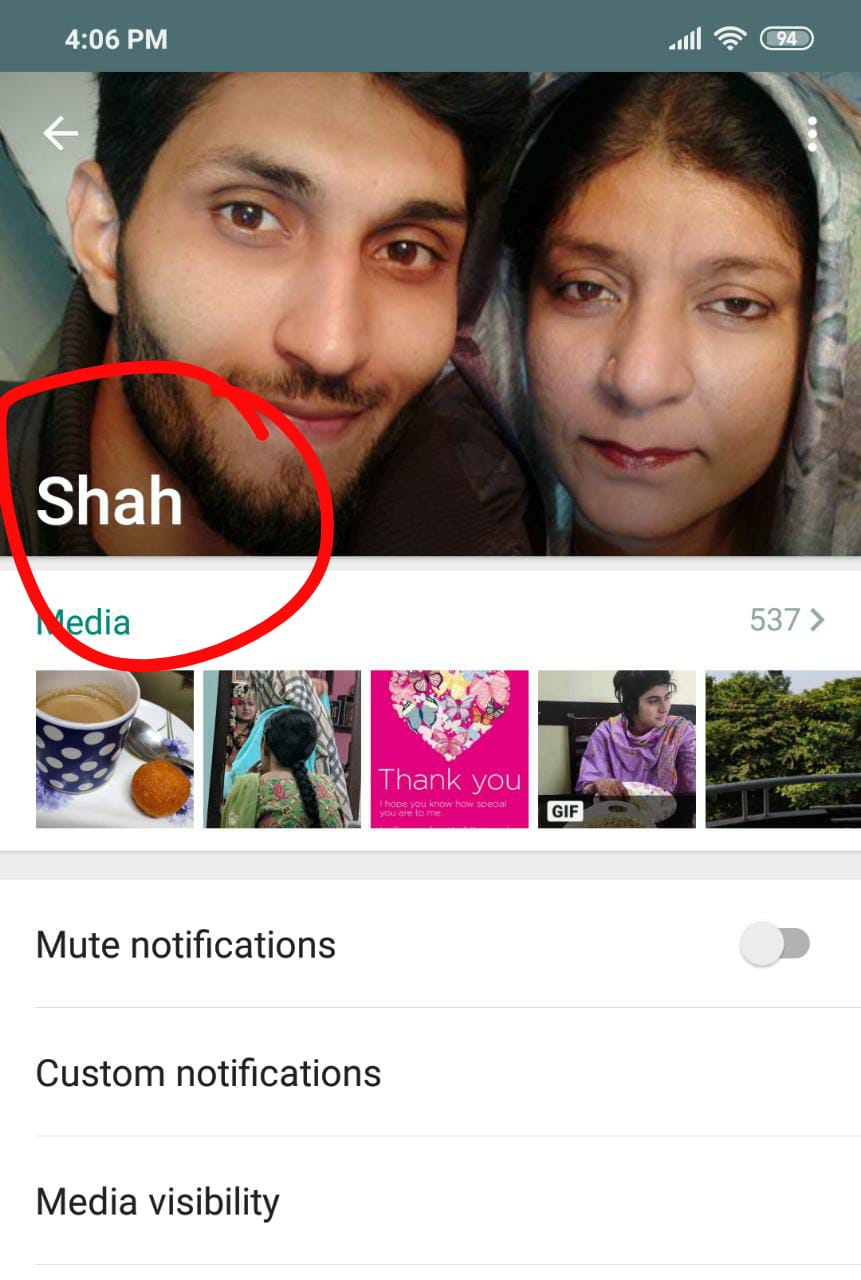 4:06 PM
94
Shah
Media
537
Thank you
I hope you know how special
you are to me.
GIF
Mute notifications
Custom notifications
Media visibility